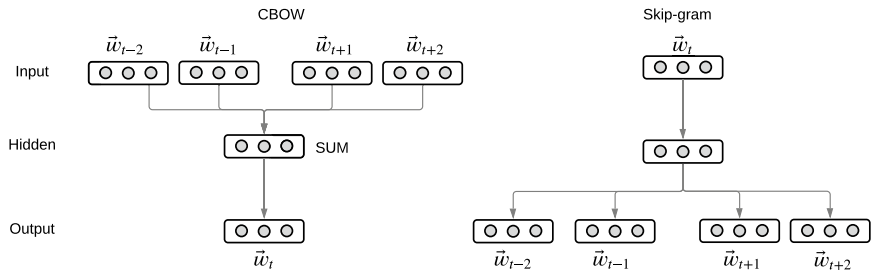 CBOW
Skip-gram
w⃗t−2 w⃗t−1 w⃗t+1 w⃗t+2
w⃗t
Input
Hidden
SUM
Output
w⃗t
w⃗t−2 w⃗t−1 w⃗t+1 w⃗t+2